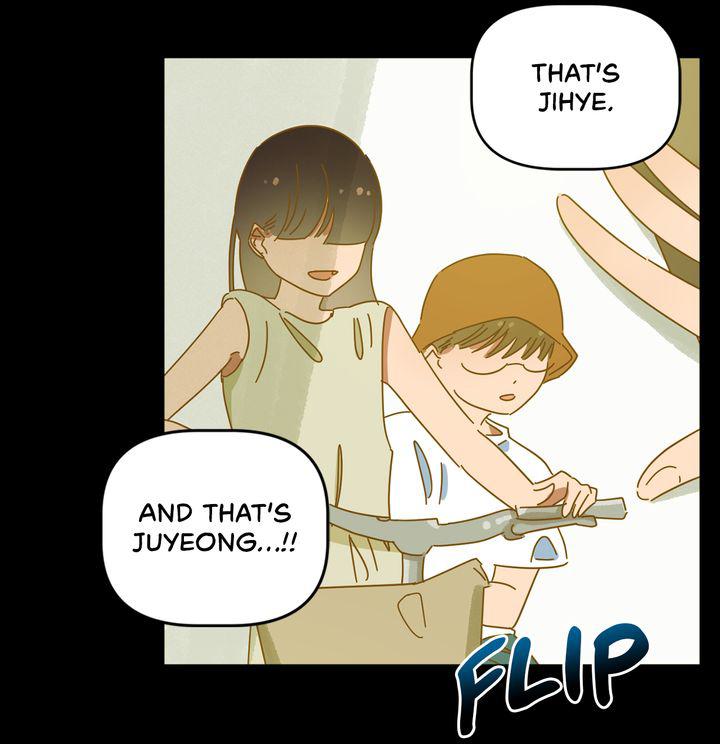 THAT'S
JIHYE.
AND THAT'S
JUYEONG...!!
FLIP